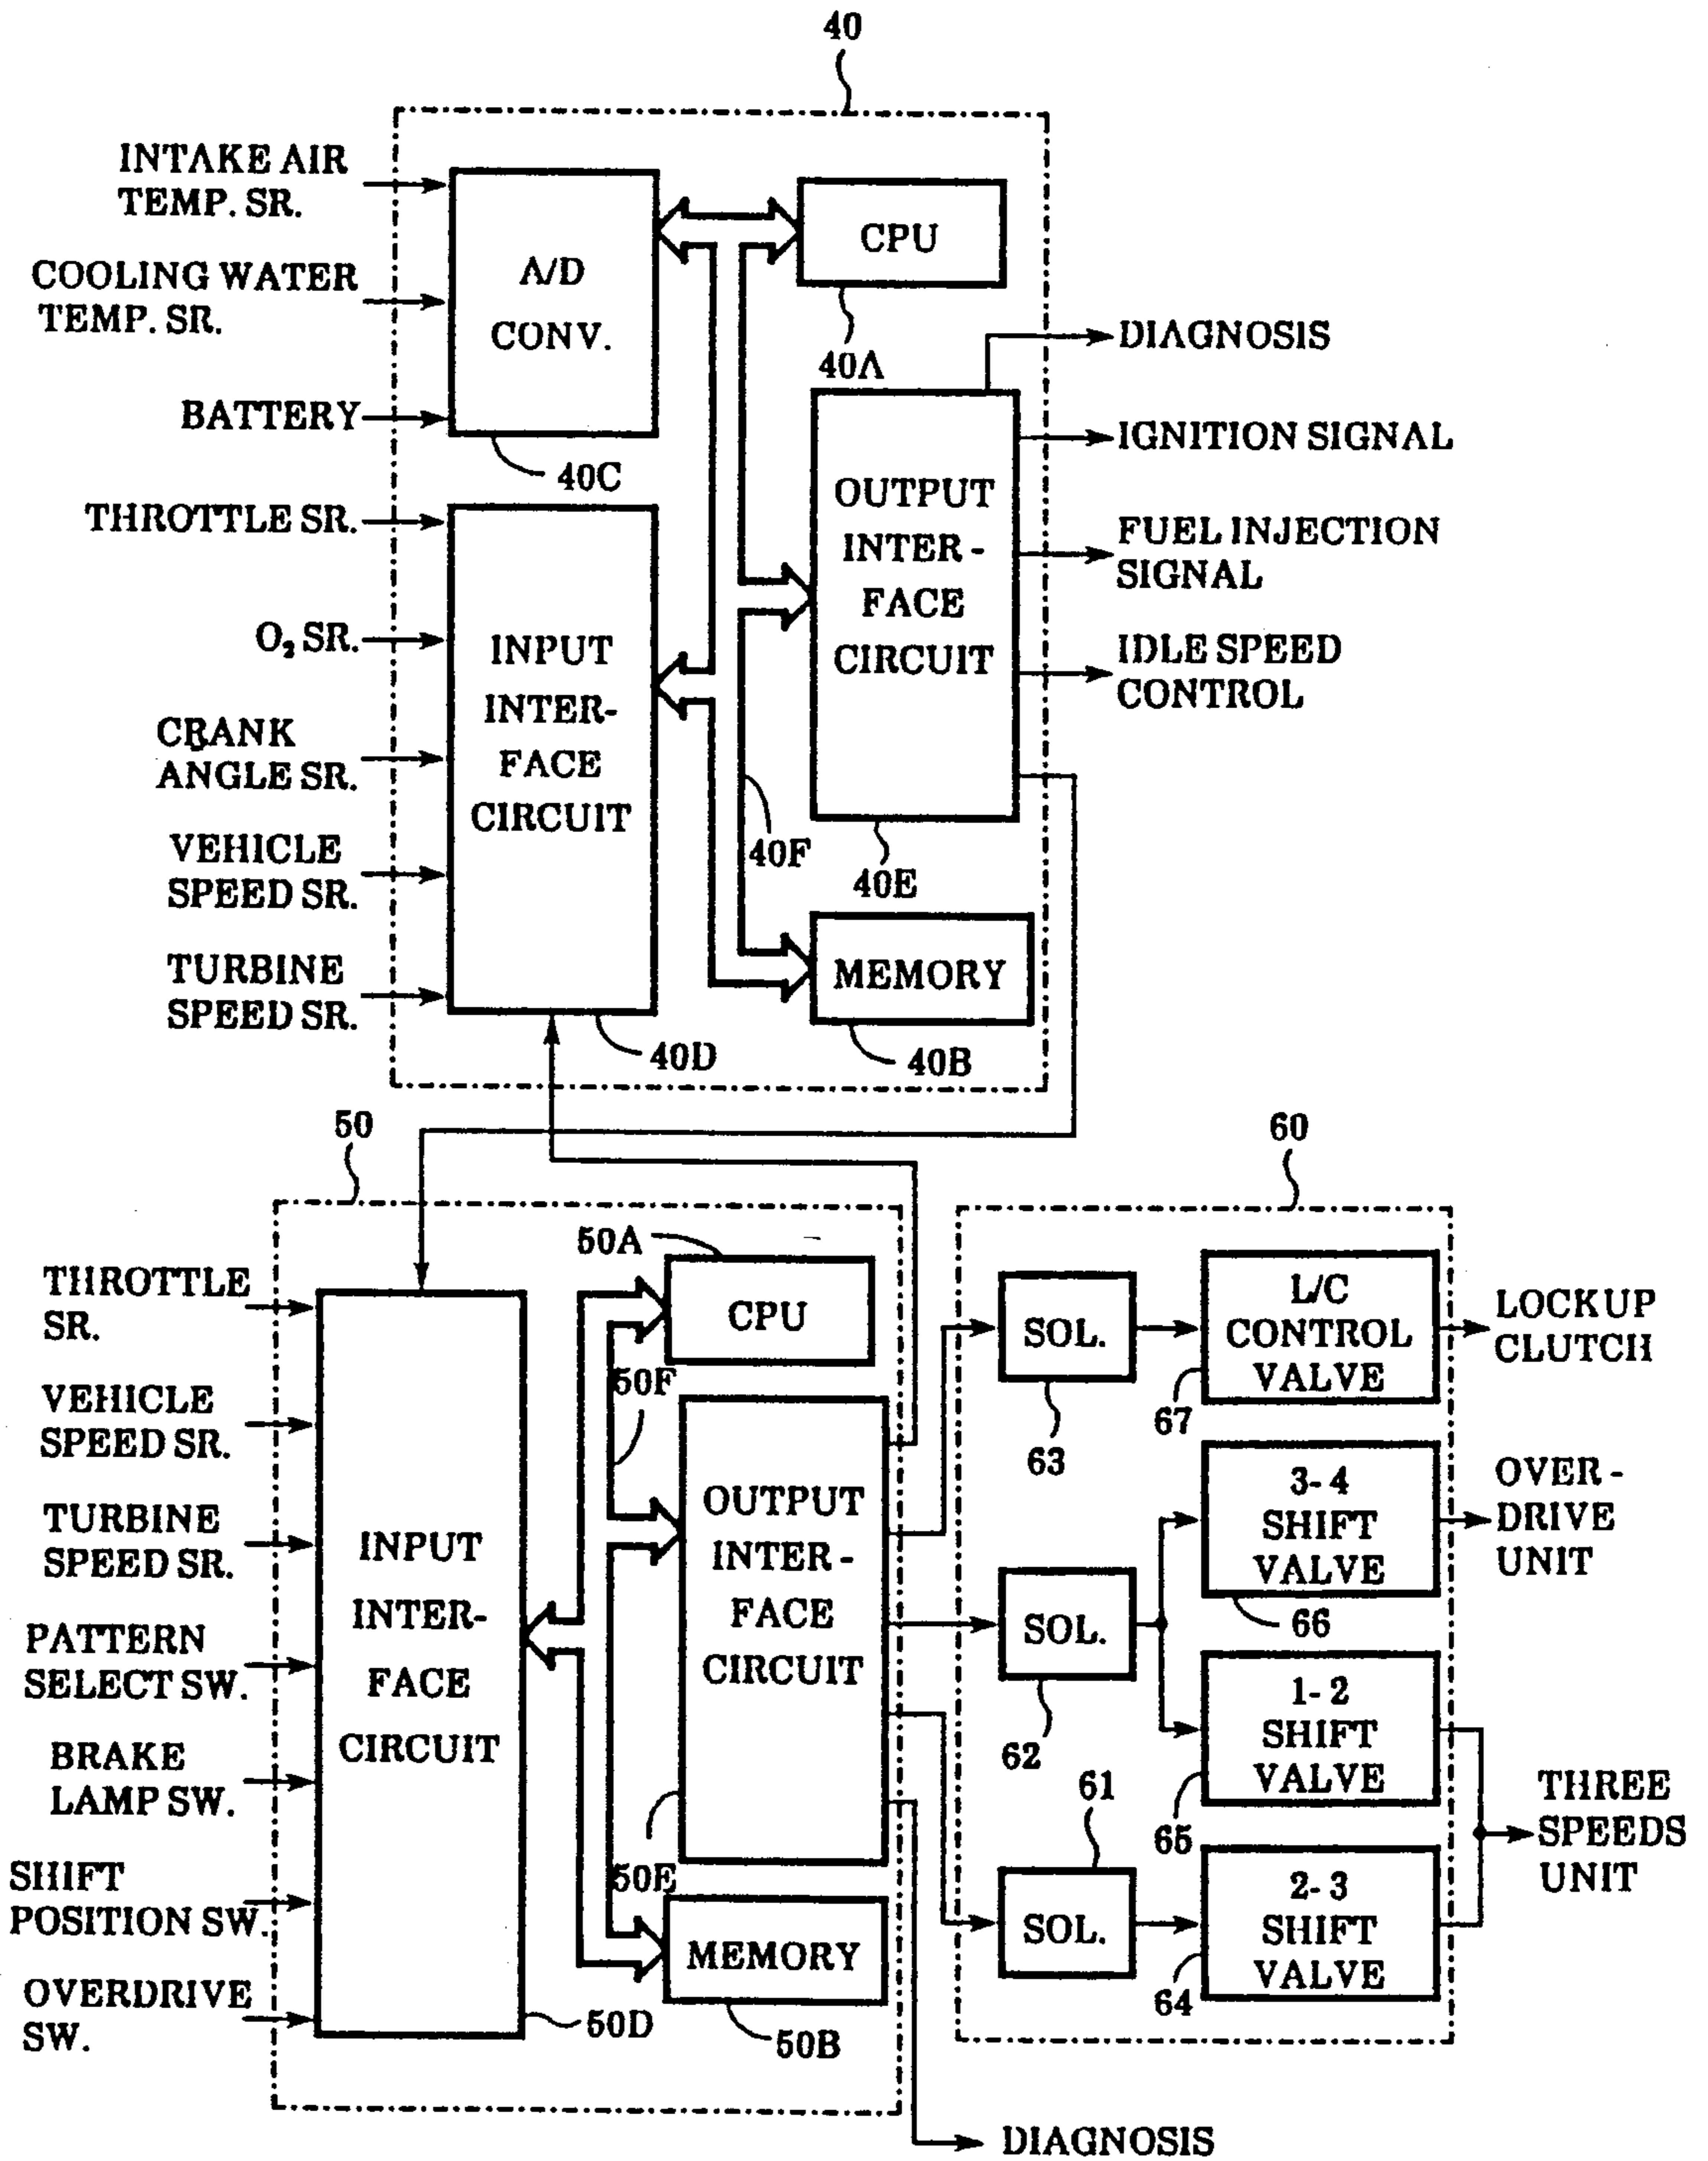 40
INTAKE AIR
TEMP. SR.
COOLING WATER
TEMP. SR.
BATTERY
A/D
CONV.
40C
CPU
40A
DIAGNOSIS
IGNITION SIGNAL
FUEL INJECTION
SIGNAL
IDLE SPEED
CONTROL
OUTPUT
INTER-
FACE
CIRCUIT
40E
THROTTLE SR.
O₂ SR.
CRANK
ANGLE SR.
VEHICLE
SPEED SR.
TURBINE
SPEED SR.
INPUT
INTER-
FACE
CIRCUIT
40D
40F
MEMORY
40B
50
THROTTLE
SR.
VEHICLE
SPEED SR.
TURBINE
SPEED SR.
PATTERN
SELECT SW.
BRAKE
LAMP SW.
SHIFT
POSITION SW.
OVERDRIVE
SW.
INPUT
INTER-
FACE
CIRCUIT
50D
50A
CPU
50F
OUTPUT
INTER-
FACE
CIRCUIT
50E
MEMORY
50B
60
SOL.
63
L/C
CONTROL
VALVE
67
LOCKUP
CLUTCH
3-4
SHIFT
VALVE
66
OVER-
DRIVE
UNIT
SOL.
62
1-2
SHIFT
VALVE
65
61
SOL.
2-3
SHIFT
VALVE
64
THREE
SPEEDS
UNIT
DIAGNOSIS